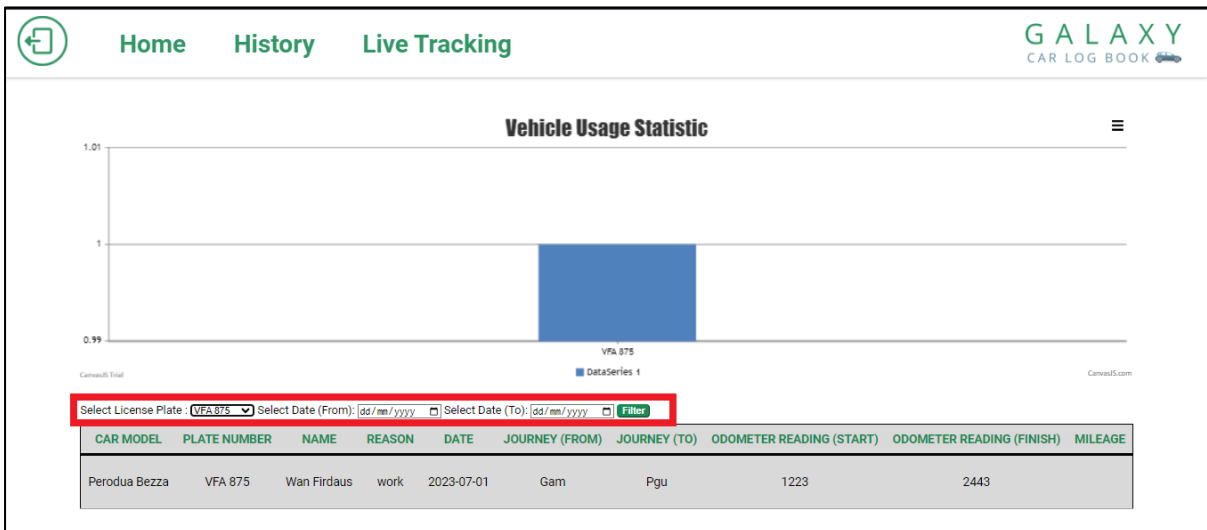 Home History Live Tracking
GALAXY
CAR LOG BOOK
Vehicle Usage Statistic
1.01
1
0.99
VFA 875
DataSeries 1
CanvasJS Trial
CanvasJS.com
Select License Plate : VFA 875 Select Date (From): dd/mm/yyyy Select Date (To): dd/mm/yyyy Filter
CAR MODEL PLATE NUMBER NAME REASON DATE JOURNEY (FROM) JOURNEY (TO) ODOMETER READING (START) ODOMETER READING (FINISH) MILEAGE
Perodua Bezza VFA 875 Wan Firdaus work 2023-07-01 Gam Pgu 1223 2443